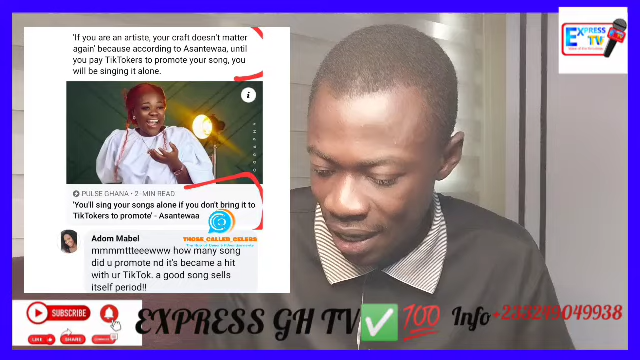 'If you are an artiste, your craft doesn't matter
again' because according to Asantewaa, until
you pay TikTokers to promote your song, you
will be singing it alone.
i
PULSE GHANA • 2-MIN READ
'You'll sing your songs alone if you don't bring it to
TikTokers to promote' - Asantewaa
THOSE_CALLED_CELEBS
Adom Mabel
mmmmttteeewww how many song
did u promote nd it's became a hit
with ur TikTok. a good song sells
itself period!!
EXPRESS
TV
SUBSCRIBE
LIKE
SHARE
EXPRESS GH TV✅💯 Info+233249049938